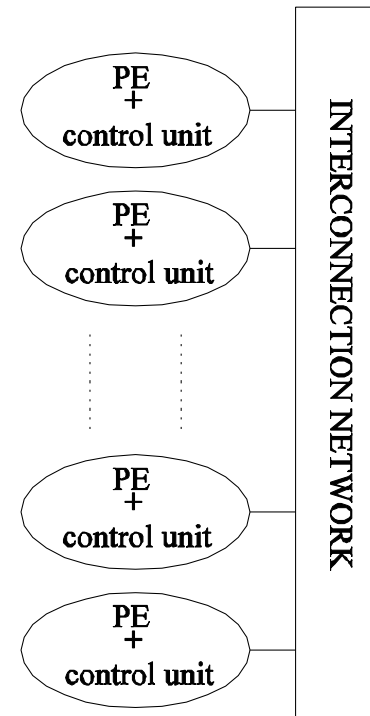 PE
+
control unit
PE
+
control unit
PE
+
control unit
PE
+
control unit
INTERCONNECTION NETWORK